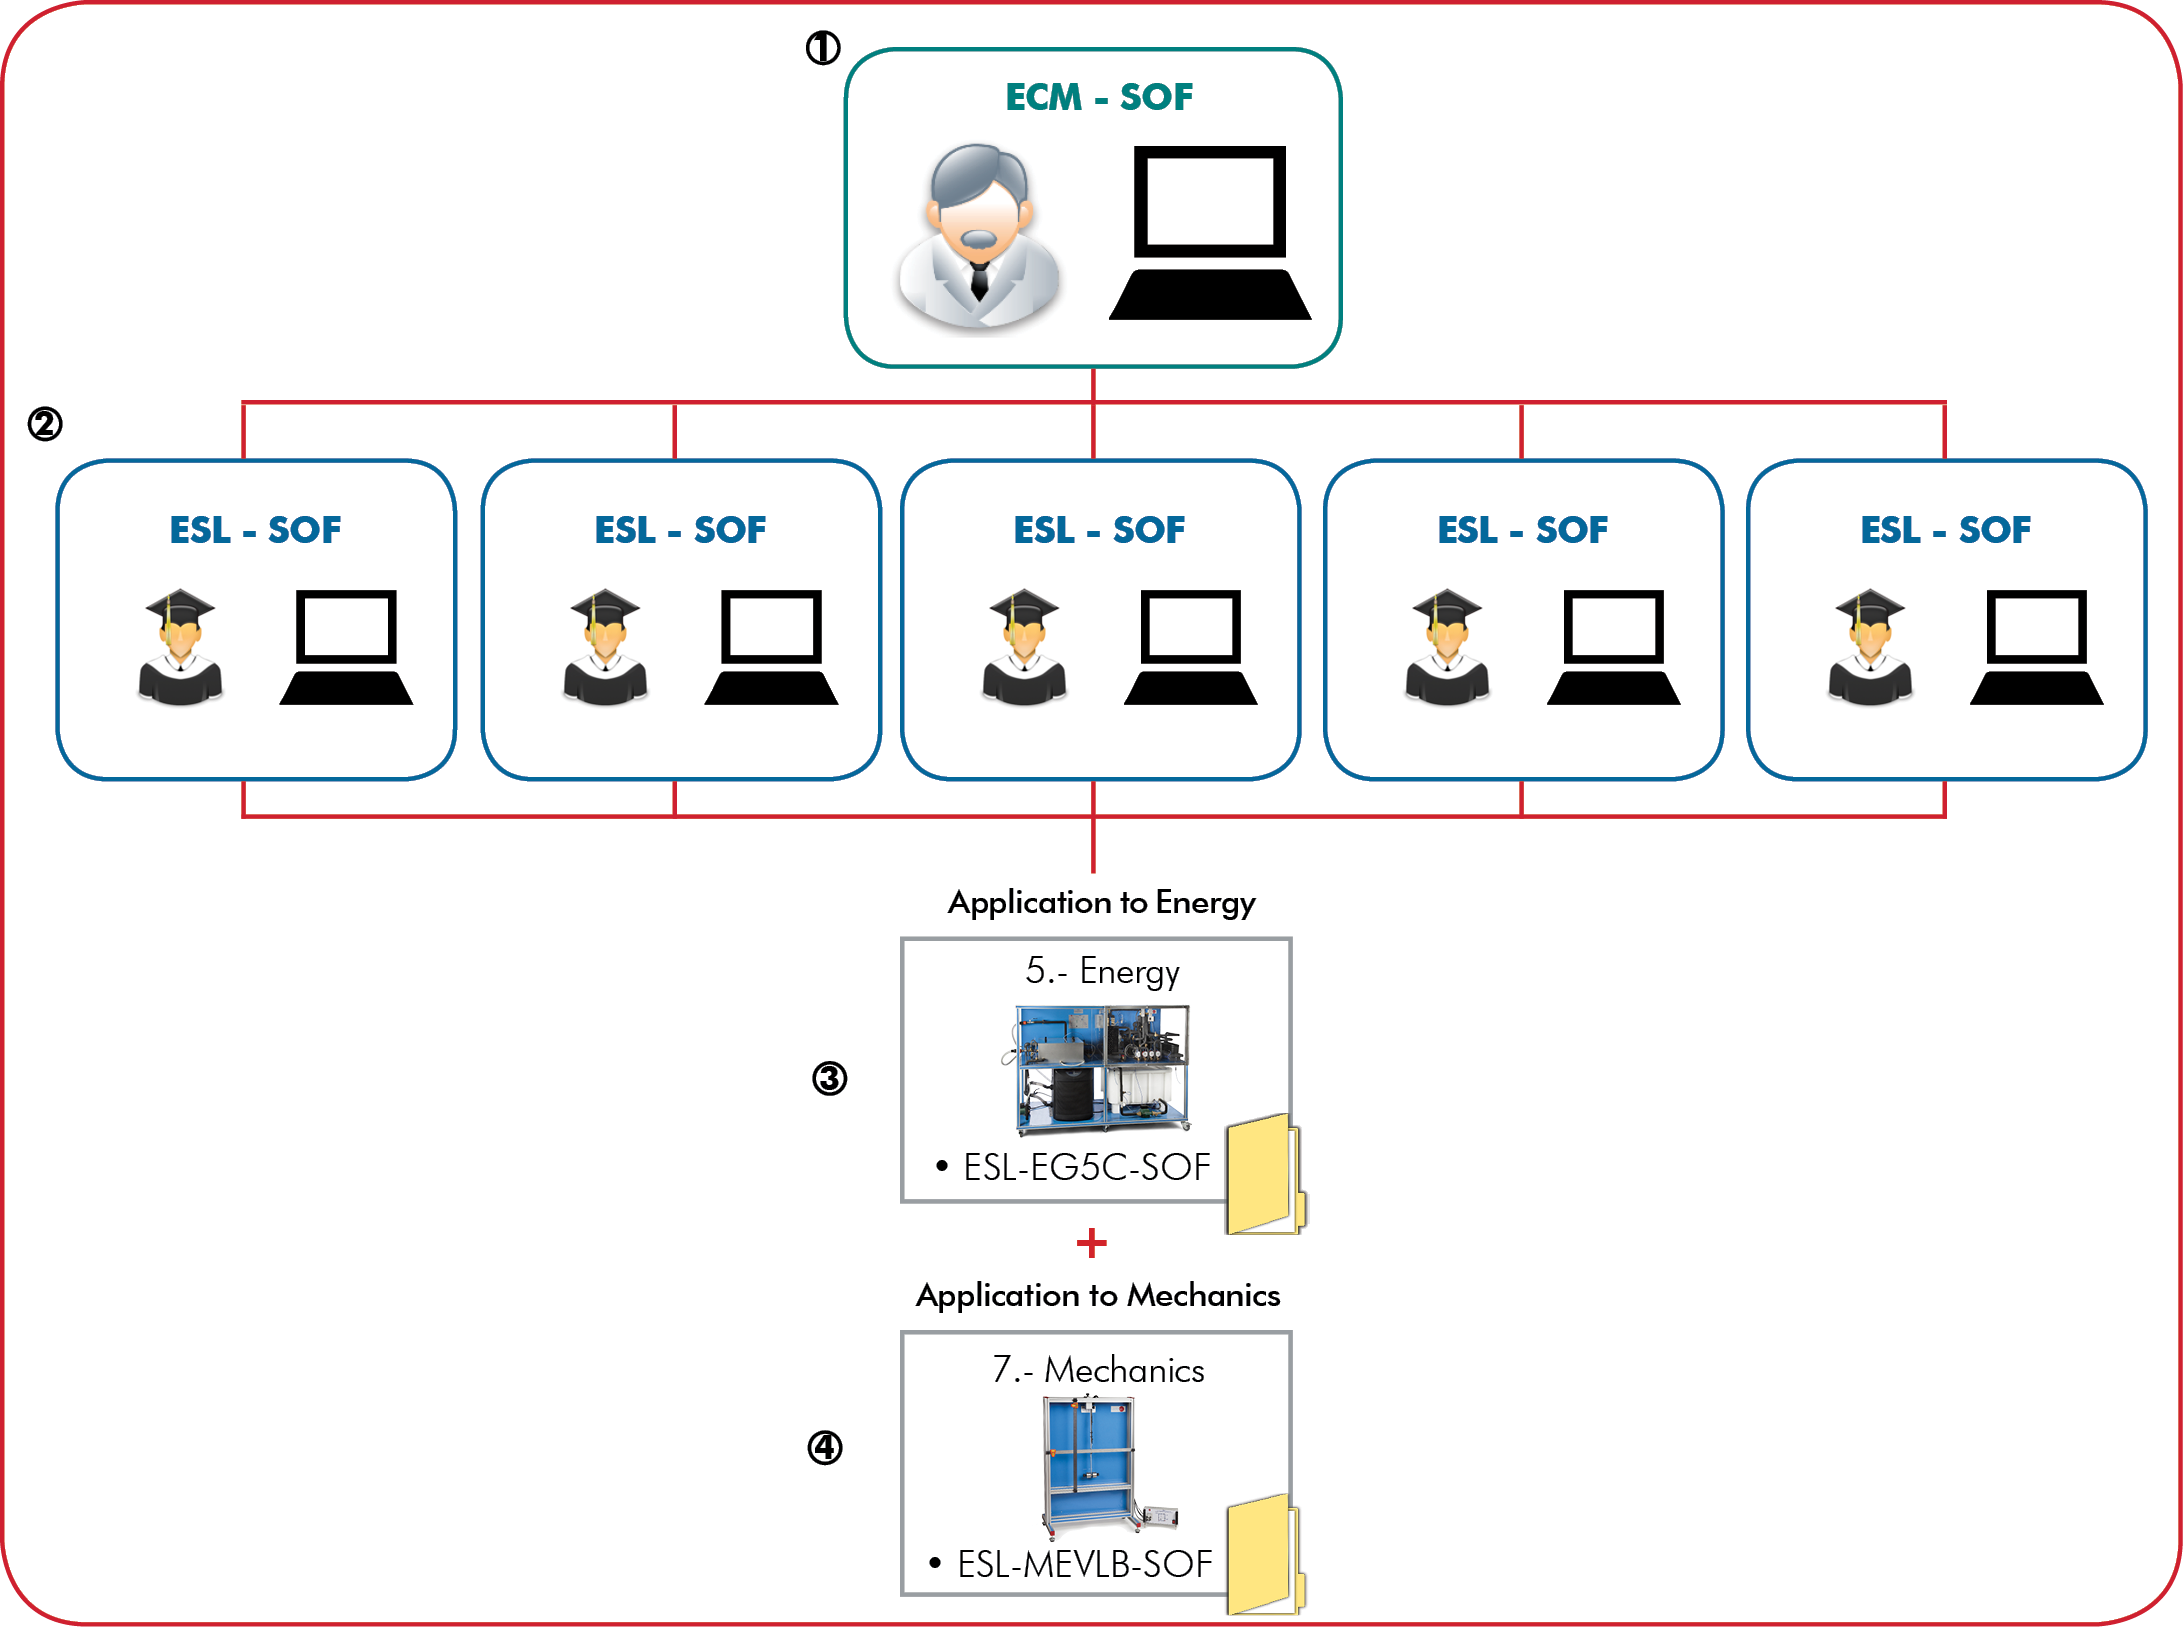 ①
ECM - SOF
②
ESL - SOF
ESL - SOF
ESL - SOF
ESL - SOF
ESL - SOF
Application to Energy
5.- Energy
③
• ESL-EG5C-SOF
+
Application to Mechanics
7.- Mechanics
④
• ESL-MEVLB-SOF